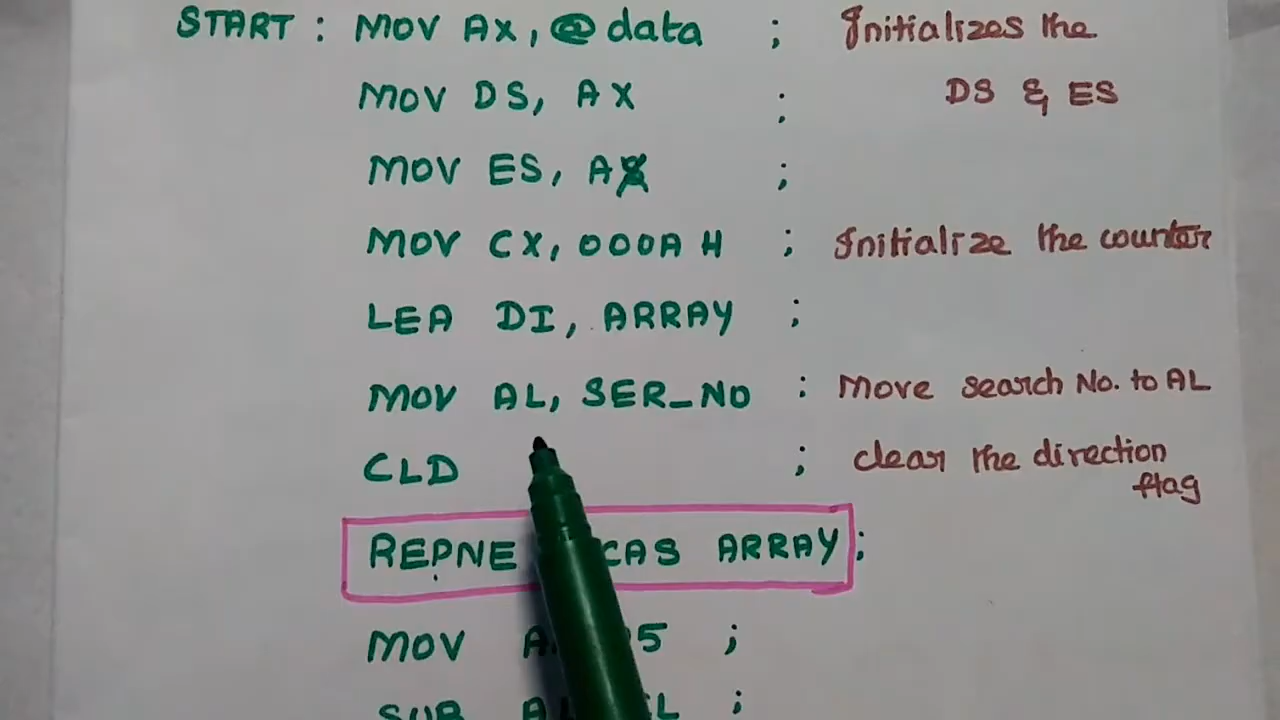 START : MOV AX, @data ; Initializes the
MOV DS, AX ; DS & ES
MOV ES, AX ;
MOV CX, 000A H ; Initialize the counter
LEA DI, ARRAY ;
MOV AL, SER_NO : Move search No. to AL
CLD ; clear the direction
flag
REPNE CAS ARRAY ;
MOV 5 ;
SUB L ;